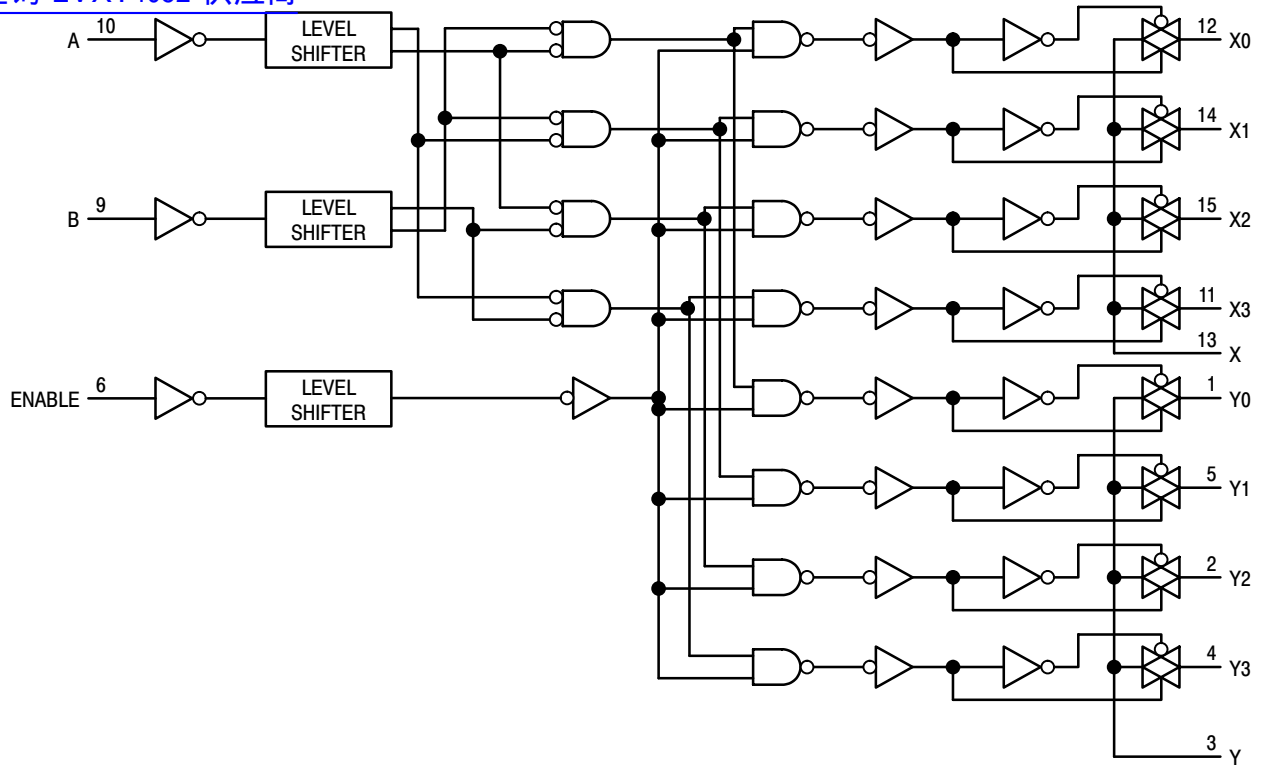 A 10 LEVEL SHIFTER 12 X0
14 X1
B 9 LEVEL SHIFTER 15 X2
11 X3
13 X
ENABLE 6 LEVEL SHIFTER 1 Y0
5 Y1
2 Y2
4 Y3
3 Y